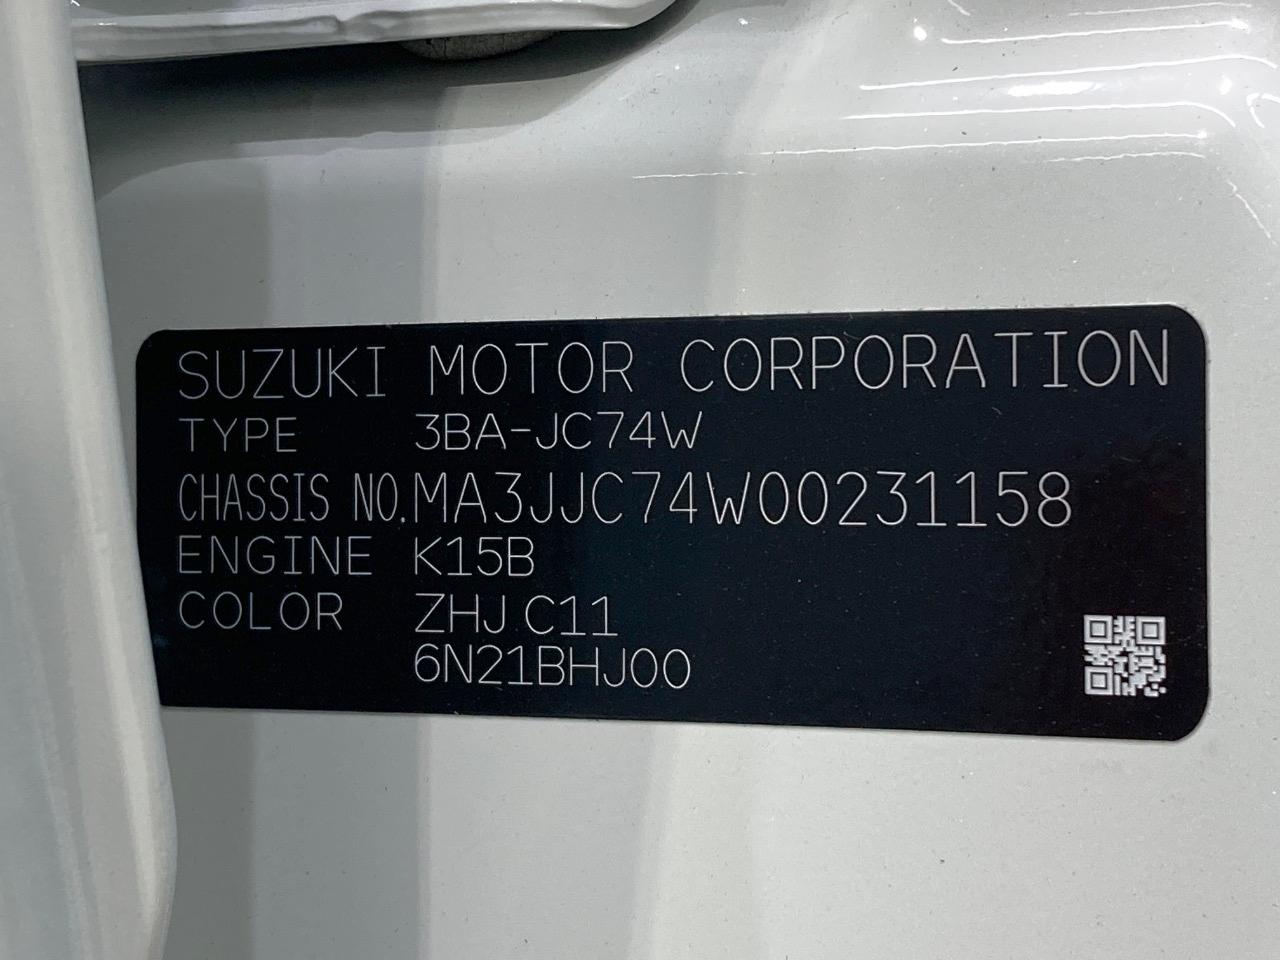 SUZUKI MOTOR CORPORATION
TYPE 3BA-JC74W
CHASSIS NO. MA3JJC74W00231158
ENGINE K15B
COLOR ZHJ C11
6N21BHJ00